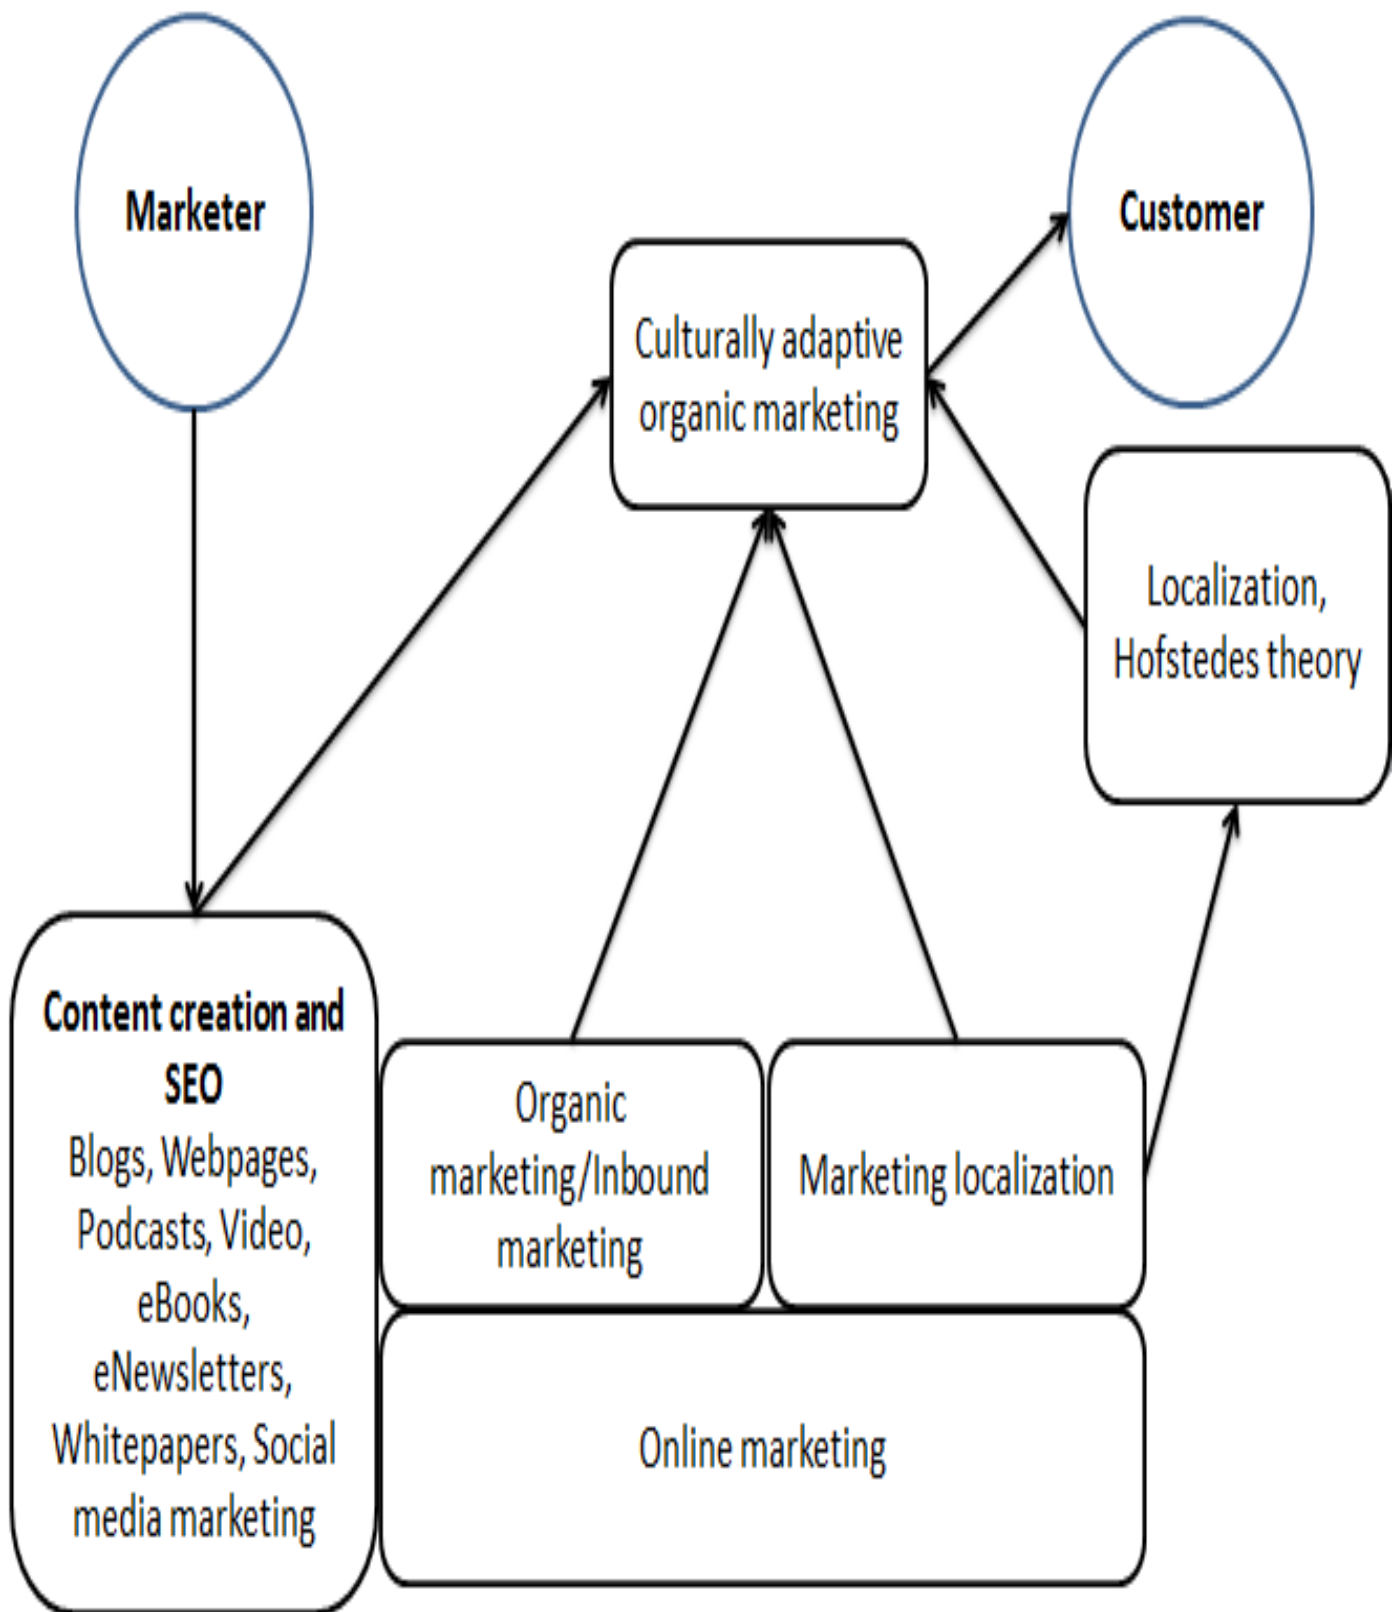 Marketer
Customer
Culturally adaptive
organic marketing
Localization,
Hofstedes theory
Content creation and
SEO
Blogs, Webpages,
Podcasts, Video,
eBooks,
eNewsletters,
Whitepapers, Social
media marketing
Organic
marketing/Inbound
marketing
Marketing localization
Online marketing